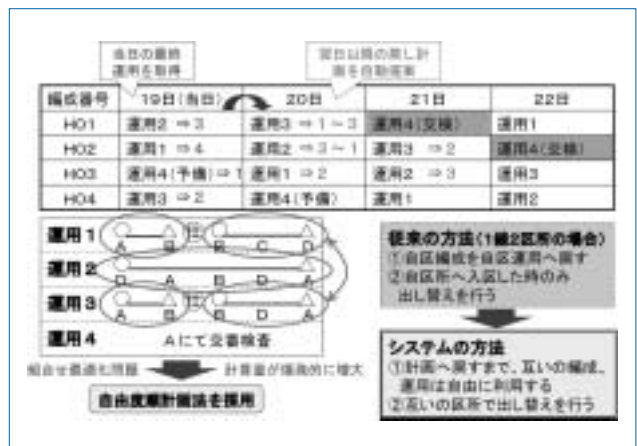 当日の最終
運用を取得
翌日以降の戻し計
画を自動提案
編成番号 19日(当日) 20日 21日 22日
H01 運用2 ⇒3 運用3 ⇒1~3 運用4(交検) 運用1
H02 運用1 ⇒4 運用2 ⇒3~1 運用3 ⇒2 運用4(交検)
H03 運用4(予備)⇒1 運用1 ⇒2 運用2 ⇒3 運用3
H04 運用3 ⇒2 運用4(予備) 運用1 運用2
運用1
A B B C D
運用2
D A B D A
運用3
A B B D A
運用4 Aにて交番検査
組合せ最適化問題 計算量が爆発的に増大
自由度順計画法を採用
従来の方法(1線2区所の場合)
①自区編成を自区運用へ戻す
②自区所へ入区した時のみ
出し替えを行う
システムの方法
①計画へ戻すまで、互いの編成、
運用は自由に利用する
②互いの区所で出し替えを行う